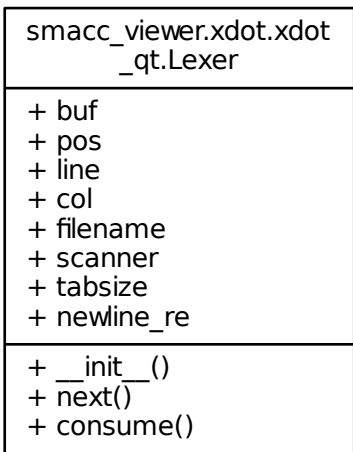 smacc_viewer.xdot.xdot
_qt.Lexer
+ buf
+ pos
+ line
+ col
+ filename
+ scanner
+ tabsize
+ newline_re
+ __init__()
+ next()
+ consume()